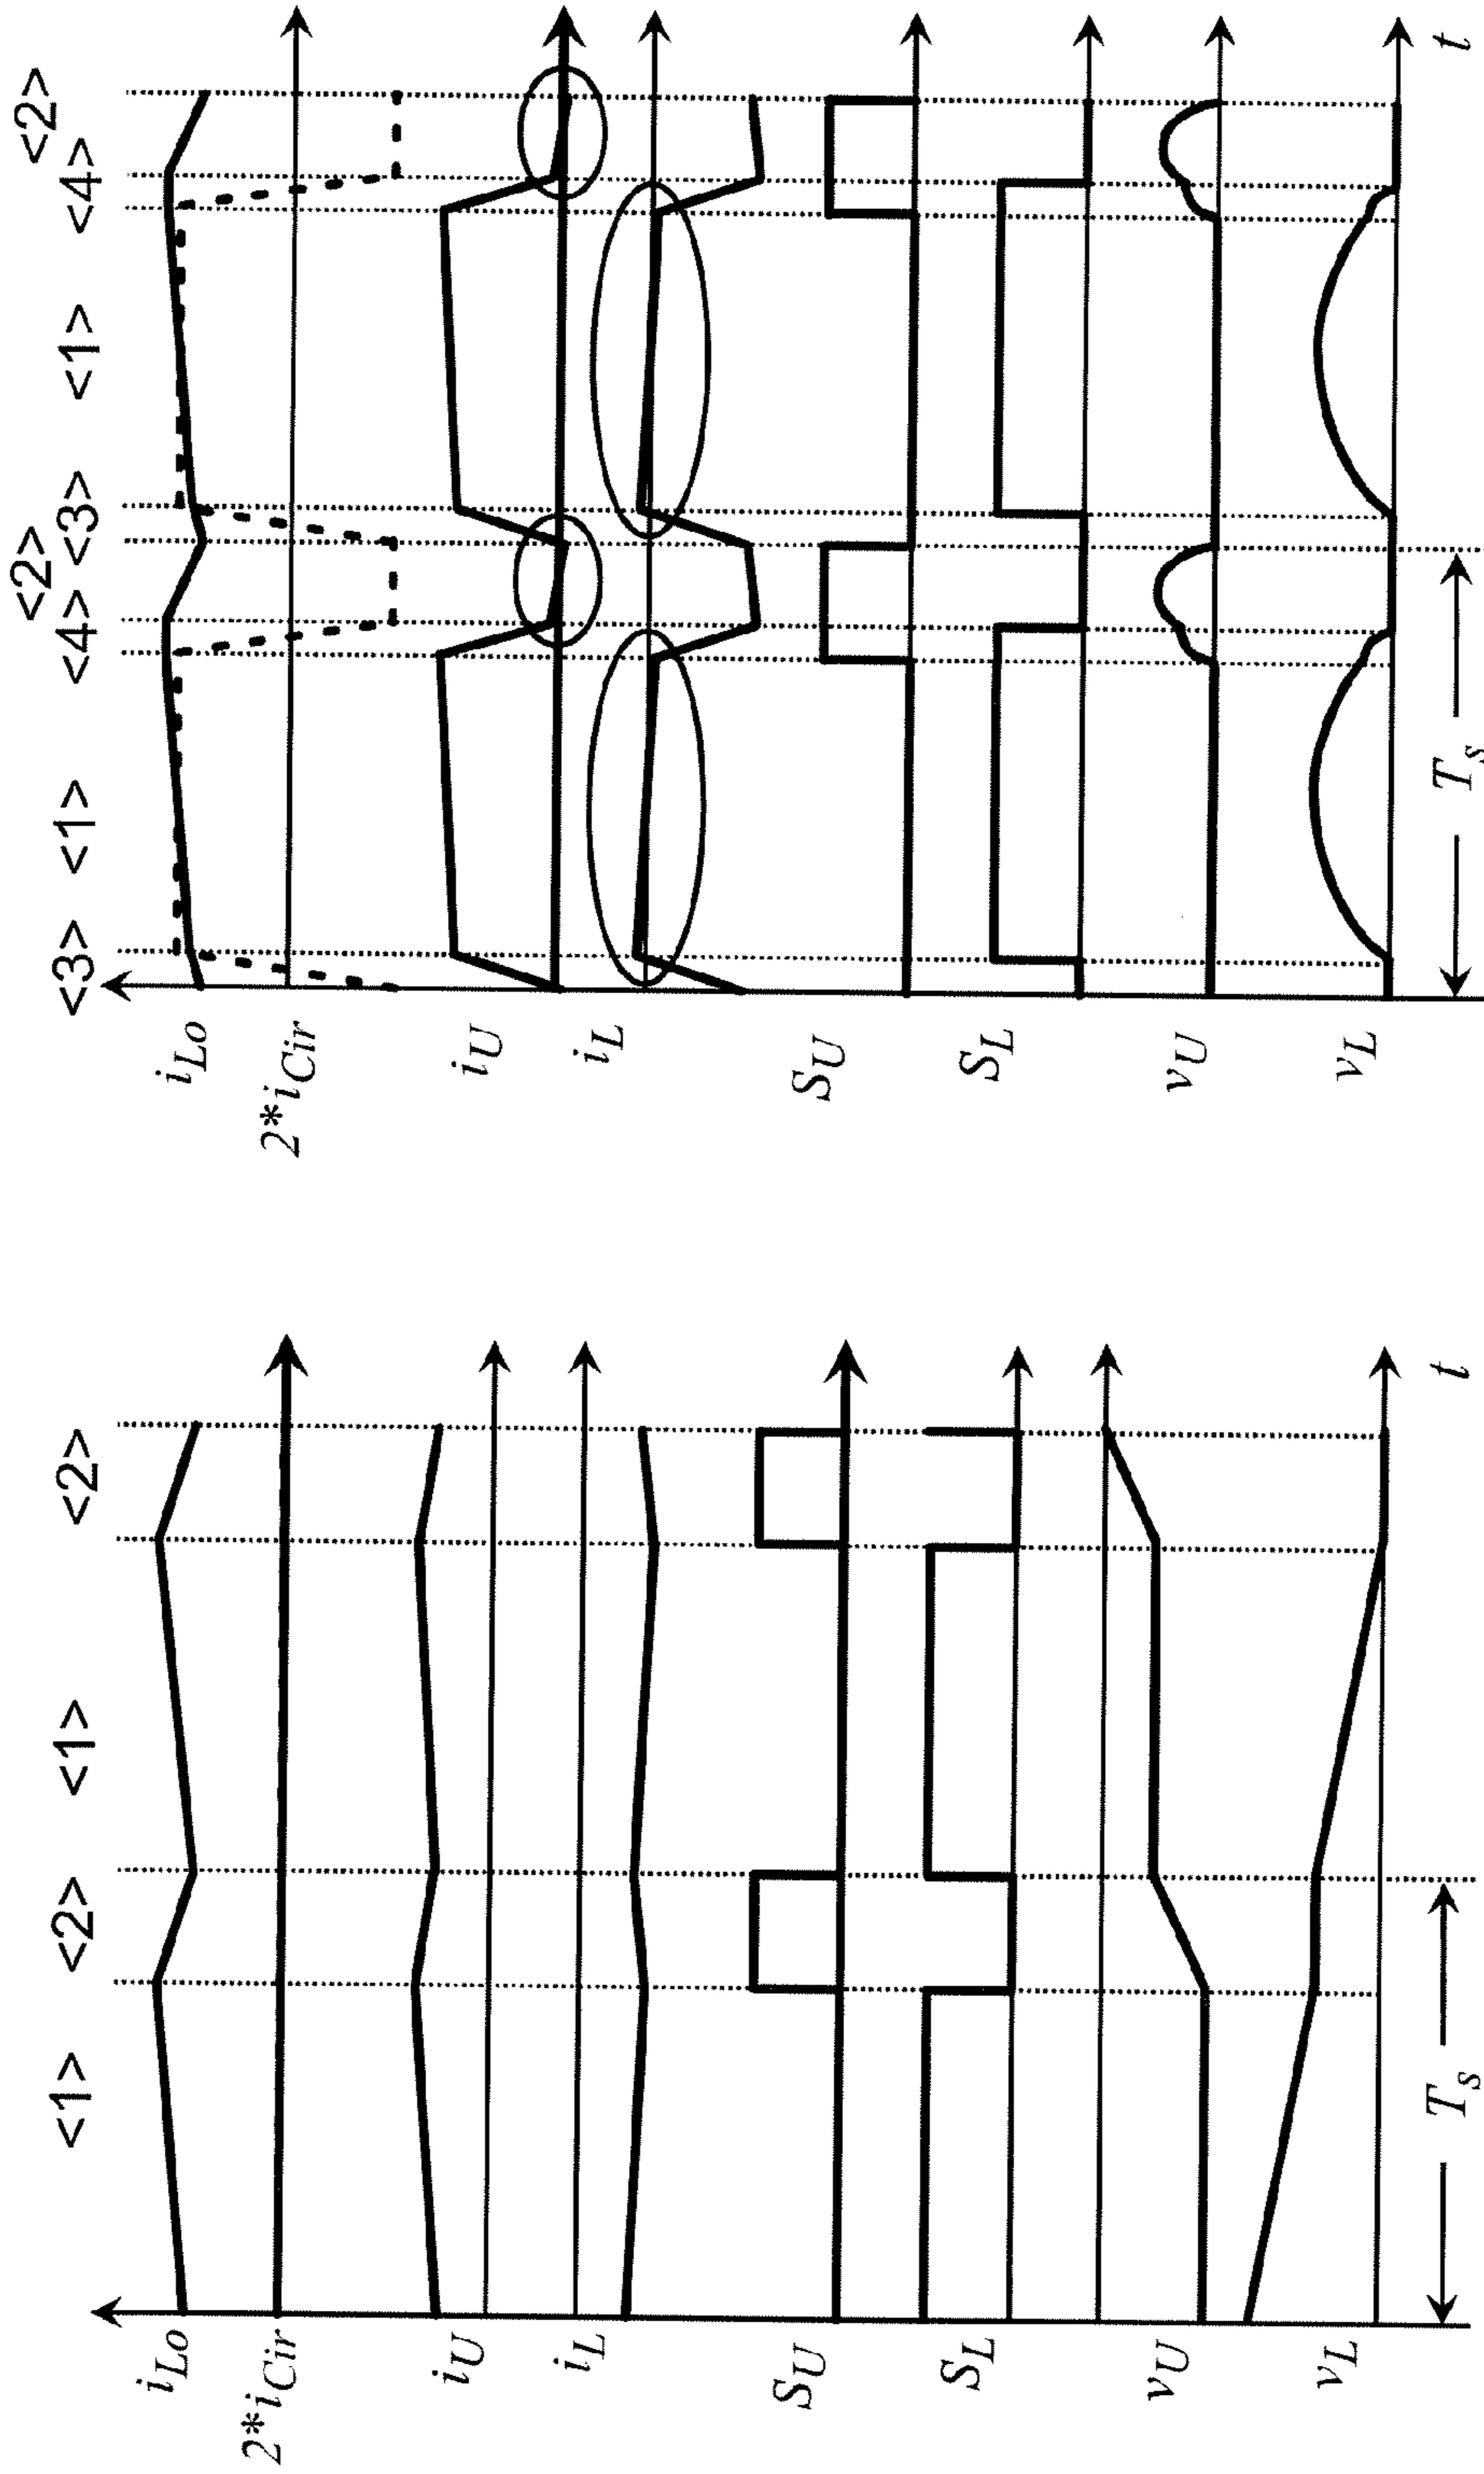 <1> <2> <1> <2>
i_Lo
2*i_Cir
i_U
i_L
S_U
S_L
v_U
v_L
T_s
t
<3> <1> <4> <2> <3> <1> <4> <2>
i_Lo
2*i_Cir
i_U
i_L
S_U
S_L
v_U
v_L
T_s
t